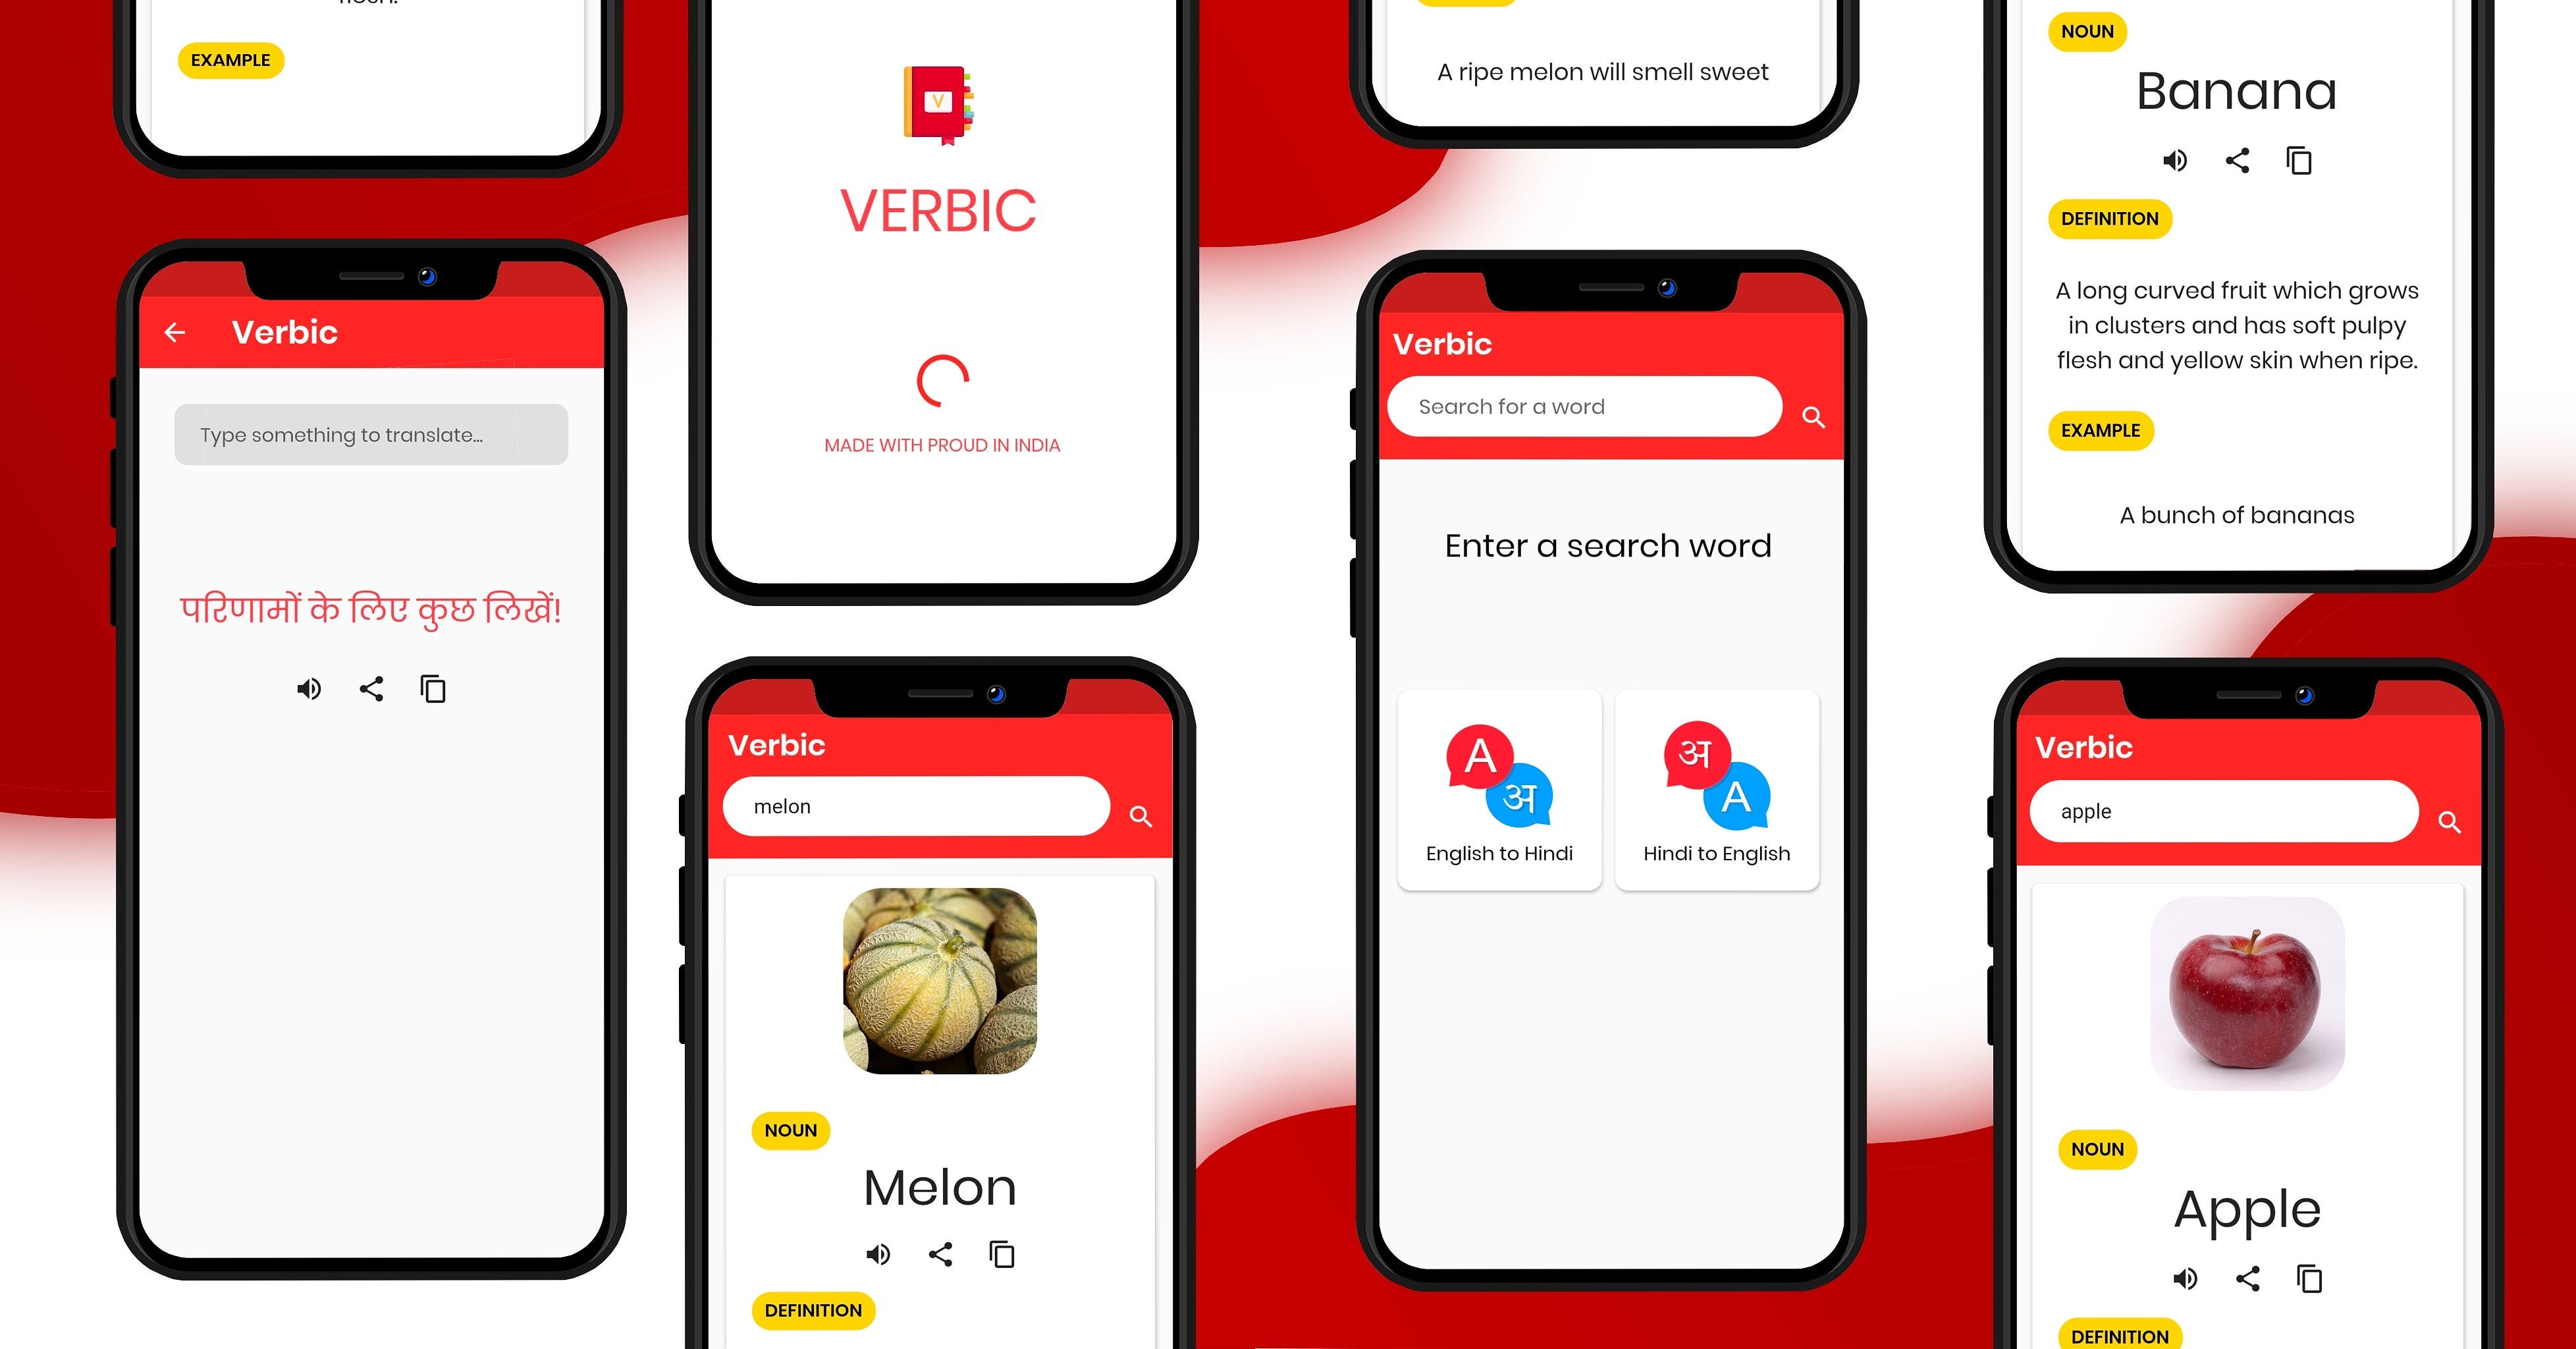 EXAMPLE
Verbic
Type something to translate...
परिणामों के लिए कुछ लिखें!
V
VERBIC
MADE WITH PROUD IN INDIA
Verbic
melon
NOUN
Melon
DEFINITION
A ripe melon will smell sweet
Verbic
Search for a word
Enter a search word
A
अ
English to Hindi
अ
A
Hindi to English
NOUN
Banana
DEFINITION
A long curved fruit which grows
in clusters and has soft pulpy
flesh and yellow skin when ripe.
EXAMPLE
A bunch of bananas
Verbic
apple
NOUN
Apple
DEFINITION